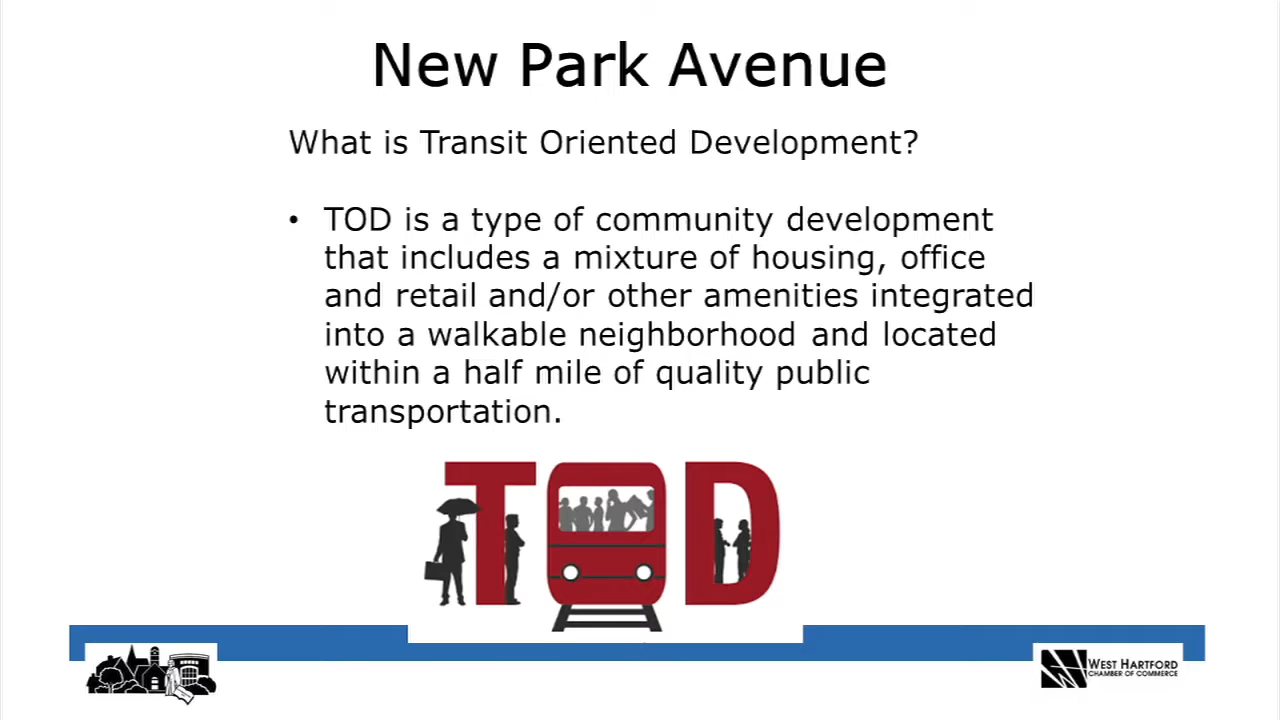 New Park Avenue
What is Transit Oriented Development?
• TOD is a type of community development
that includes a mixture of housing, office
and retail and/or other amenities integrated
into a walkable neighborhood and located
within a half mile of quality public
transportation.
TOD
WEST HARTFORD
CHAMBER OF COMMERCE